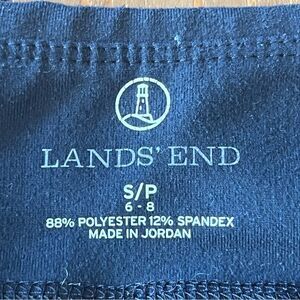 LANDS' END
S/P
6 - 8
88% POLYESTER 12% SPANDEX
MADE IN JORDAN